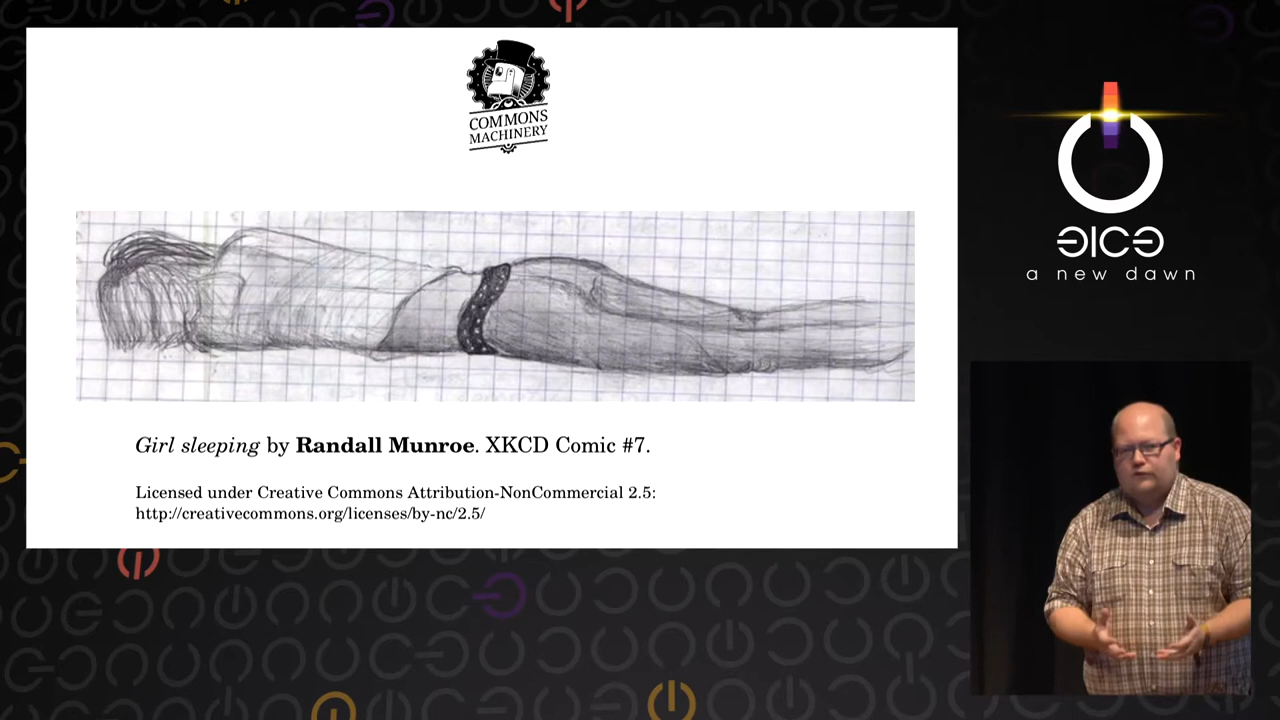 COMMONS
MACHINERY
Girl sleeping by Randall Munroe. XKCD Comic #7.
Licensed under Creative Commons Attribution-NonCommercial 2.5:
http://creativecommons.org/licenses/by-nc/2.5/
a new dawn